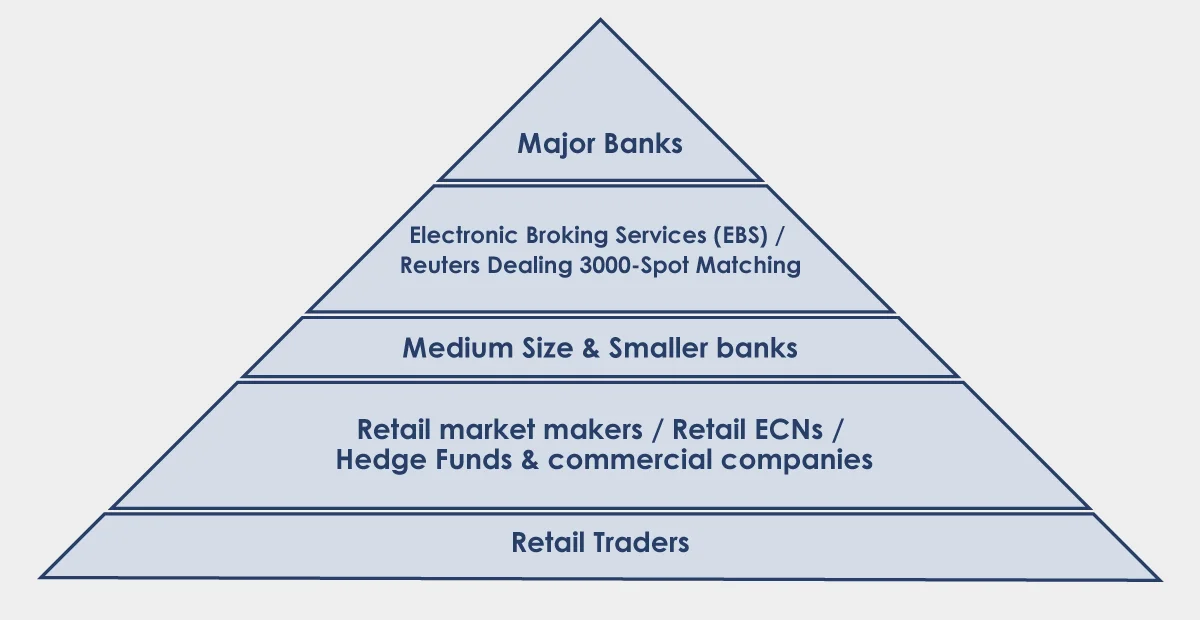 Major Banks
Electronic Broking Services (EBS) /
Reuters Dealing 3000-Spot Matching
Medium Size & Smaller banks
Retail market makers / Retail ECNs /
Hedge Funds & commercial companies
Retail Traders